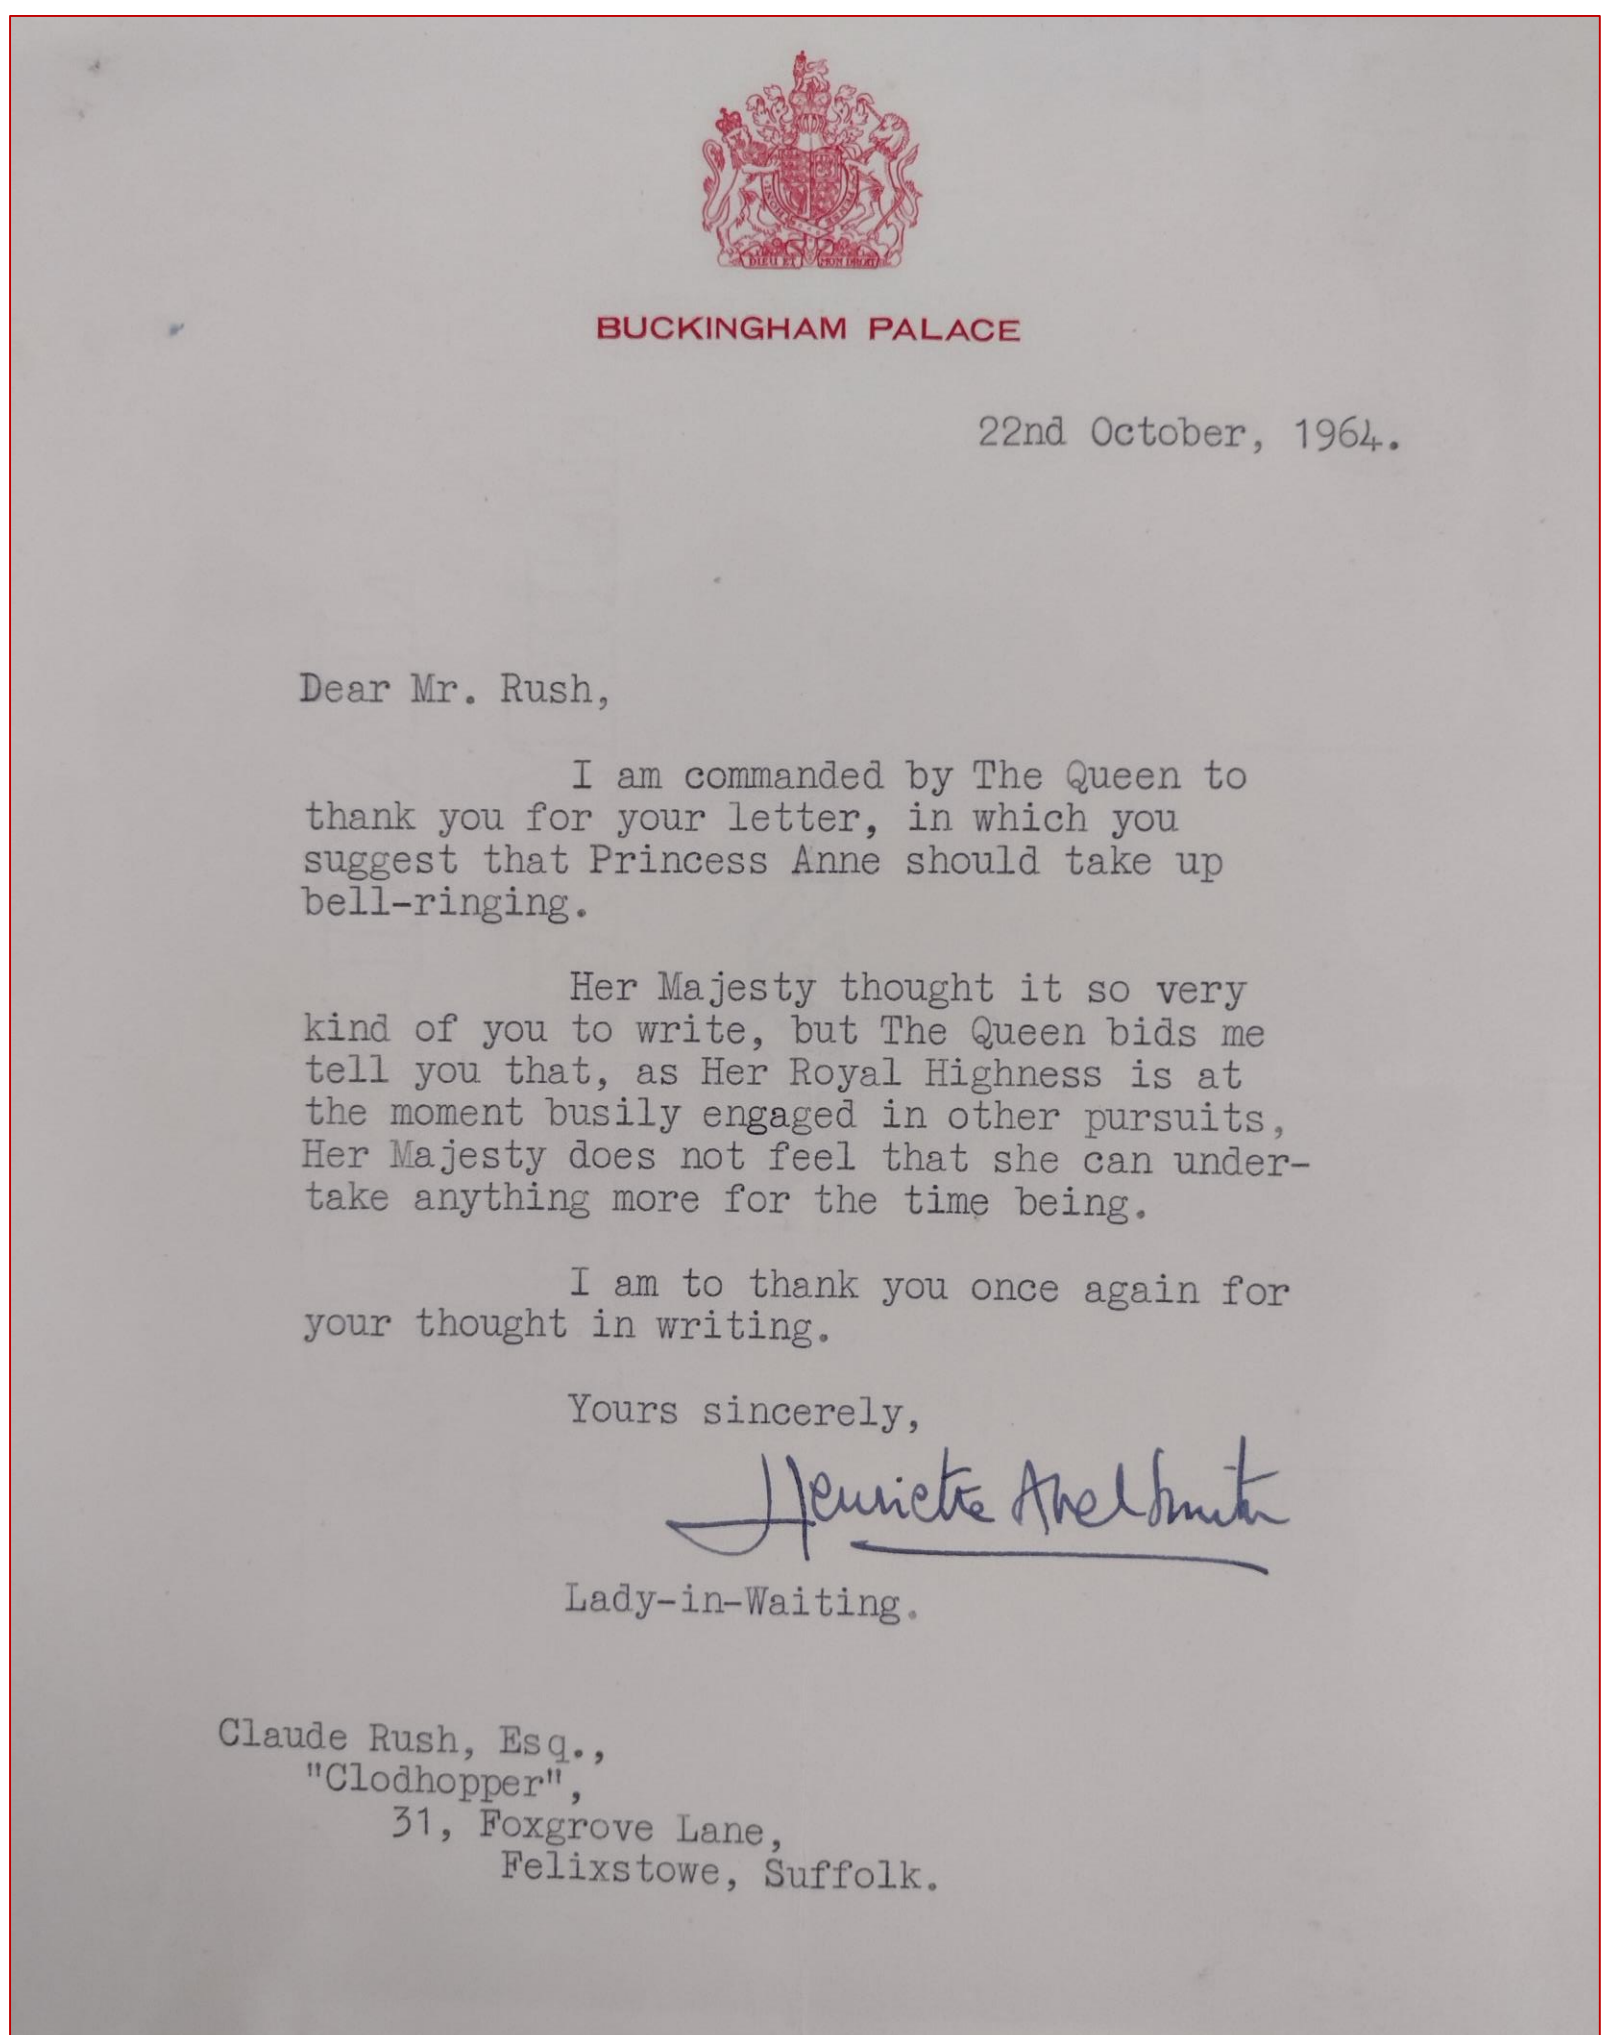 DIEU ET MON DROIT
BUCKINGHAM PALACE
22nd October, 1964.
Dear Mr. Rush,
I am commanded by The Queen to
thank you for your letter, in which you
suggest that Princess Anne should take up
bell-ringing.
Her Majesty thought it so very
kind of you to write, but The Queen bids me
tell you that, as Her Royal Highness is at
the moment busily engaged in other pursuits,
Her Majesty does not feel that she can under-
take anything more for the time being.
I am to thank you once again for
your thought in writing.
Yours sincerely,
Henrietta Abel Smith
Lady-in-Waiting.
Claude Rush, Esq.,
"Clodhopper",
31, Foxgrove Lane,
Felixstowe, Suffolk.